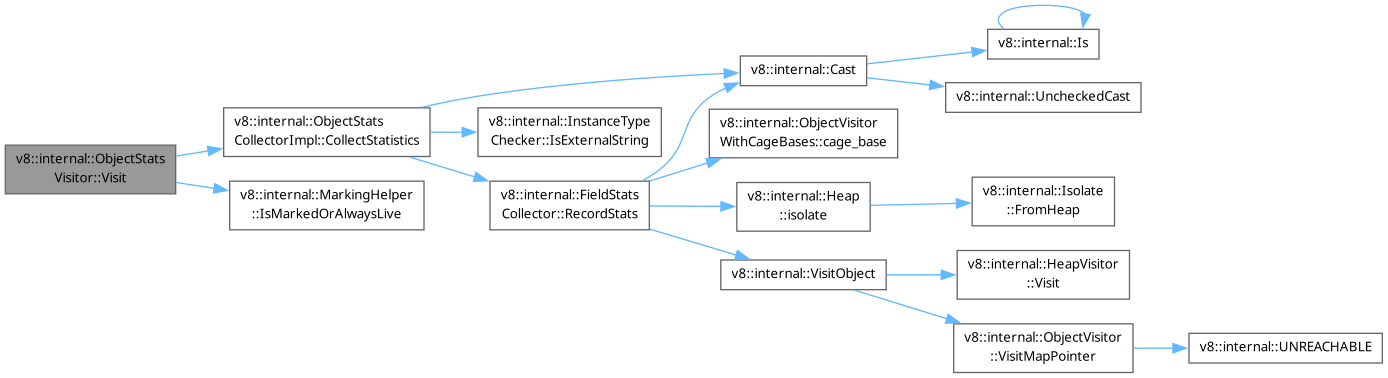 v8::internal::ObjectStats
Visitor::Visit
v8::internal::ObjectStats
CollectorImpl::CollectStatistics
v8::internal::MarkingHelper
::IsMarkedOrAlwaysLive
v8::internal::InstanceType
Checker::IsExternalString
v8::internal::FieldStats
Collector::RecordStats
v8::internal::Cast
v8::internal::ObjectVisitor
WithCageBases::cage_base
v8::internal::Heap
::isolate
v8::internal::VisitObject
v8::internal::Is
v8::internal::UncheckedCast
v8::internal::Isolate
::FromHeap
v8::internal::HeapVisitor
::Visit
v8::internal::ObjectVisitor
::VisitMapPointer
v8::internal::UNREACHABLE